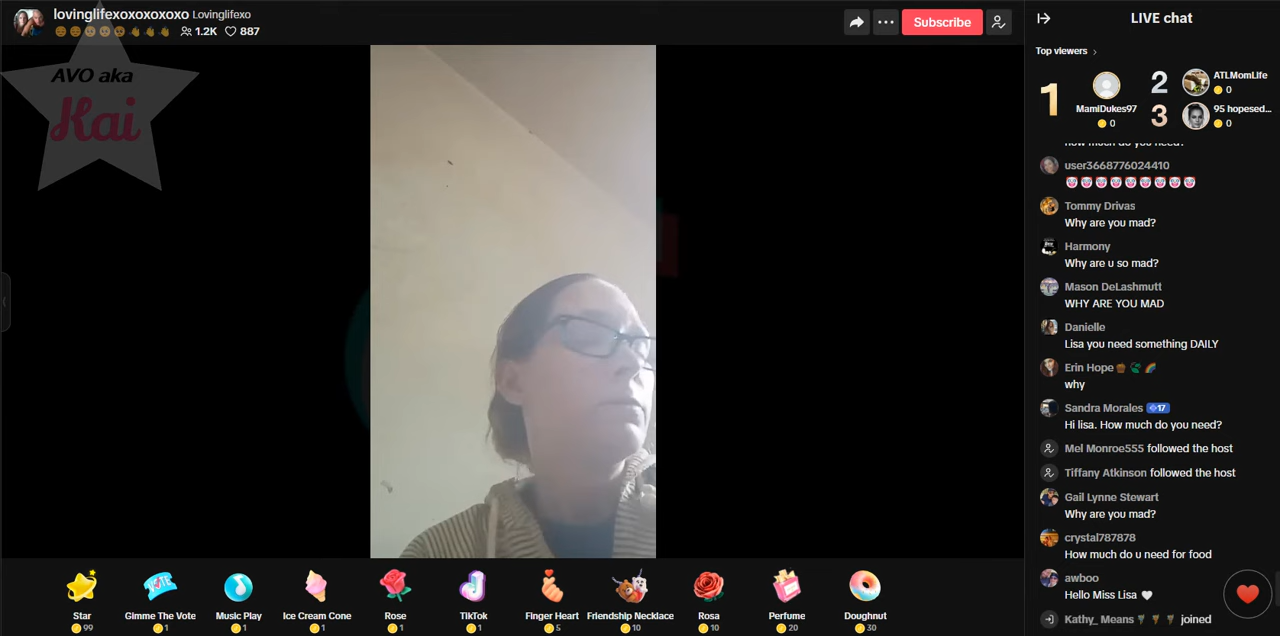 lovinglifexoxoxoxoxo Lovinglifexo
1.2K 887
Subscribe
AVO aka
Kai
LIVE chat
Top viewers
1
MamiDukes97
0
2
ATLMomLife
0
3
95 hopesed...
0
how much do you need?
user3668776024410
Tommy Drivas
Why are you mad?
Harmony
Why are u so mad?
Mason DeLashmutt
WHY ARE YOU MAD
Danielle
Lisa you need something DAILY
Erin Hope
why
Sandra Morales 17
Hi lisa. How much do you need?
Mel Monroe555 followed the host
Tiffany Atkinson followed the host
Gail Lynne Stewart
Why are you mad?
crystal787878
How much do u need for food
awboo
Hello Miss Lisa
Kathy_ Means joined
Star
99
Gimme The Vote
1
Music Play
1
Ice Cream Cone
1
Rose
1
TikTok
1
Finger Heart
5
Friendship Necklace
10
Rosa
10
Perfume
20
Doughnut
30